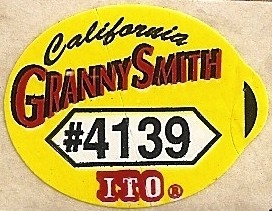 California
GRANNY SMITH
#4139
ITO®